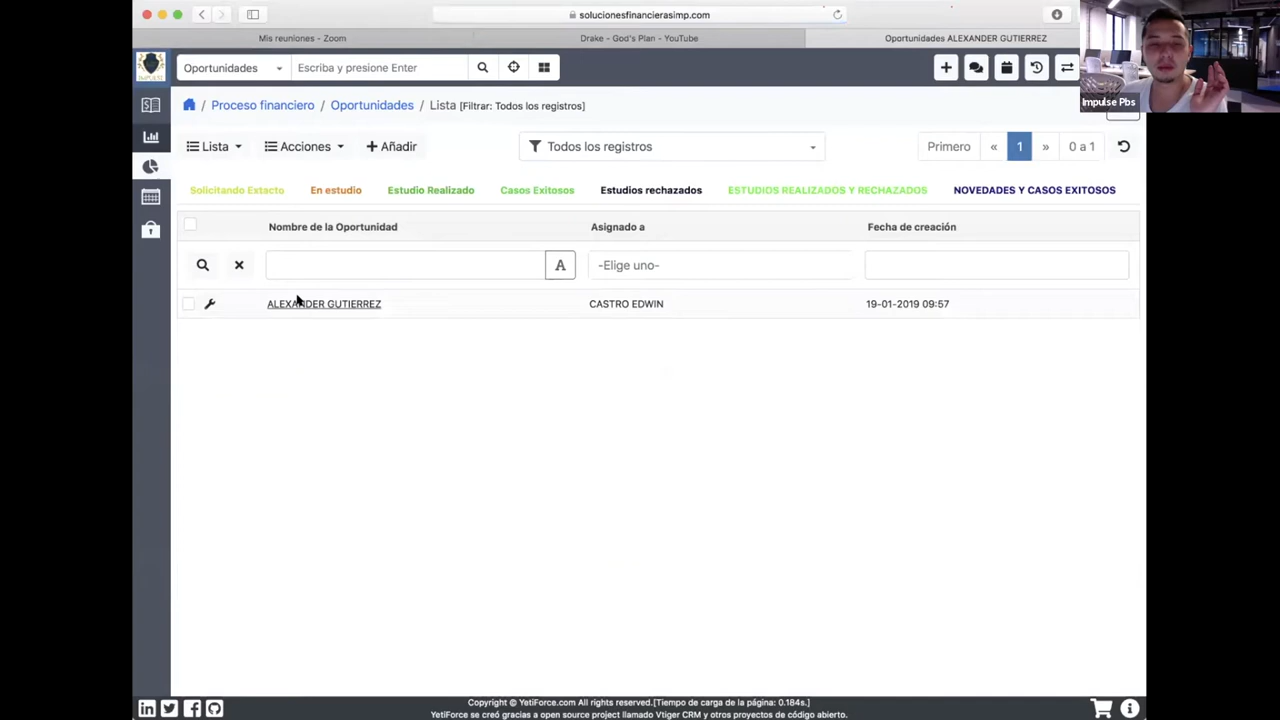 solucionesfinancierasimp.com
Mis reuniones - Zoom
Drake - God's Plan - YouTube
Oportunidades ALEXANDER GUTIERREZ
IMPULSE
Oportunidades
Escriba y presione Enter
Impulse Pbs
/ Proceso financiero / Oportunidades / Lista [Filtrar: Todos los registros]
Lista
Acciones
Añadir
Todos los registros
Primero « 1 » 0 a 1
Solicitando Extacto
En estudio
Estudio Realizado
Casos Exitosos
Estudios rechazados
ESTUDIOS REALIZADOS Y RECHAZADOS
NOVEDADES Y CASOS EXITOSOS
Nombre de la Oportunidad
Asignado a
Fecha de creación
A
-Elige uno-
ALEXANDER GUTIERREZ
CASTRO EDWIN
19-01-2019 09:57
Copyright © YetiForce.com All rights reserved.[Tiempo de carga de la página: 0.184s.]
YetiForce se creó gracias a open source project llamado Vtiger CRM y otros proyectos de código abierto.